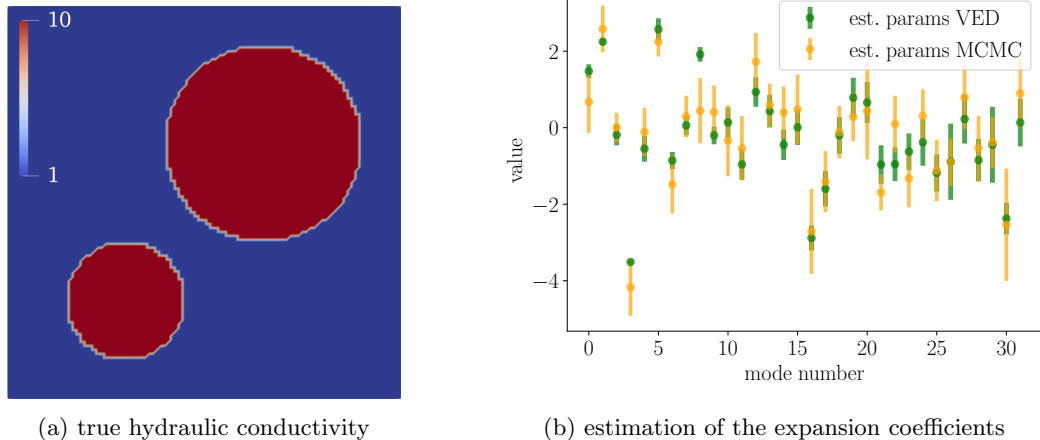 10
1
est. params VED
est. params MCMC
2
0
−2
−4
value
0 5 10 15 20 25 30
mode number
(a) true hydraulic conductivity
(b) estimation of the expansion coefficients